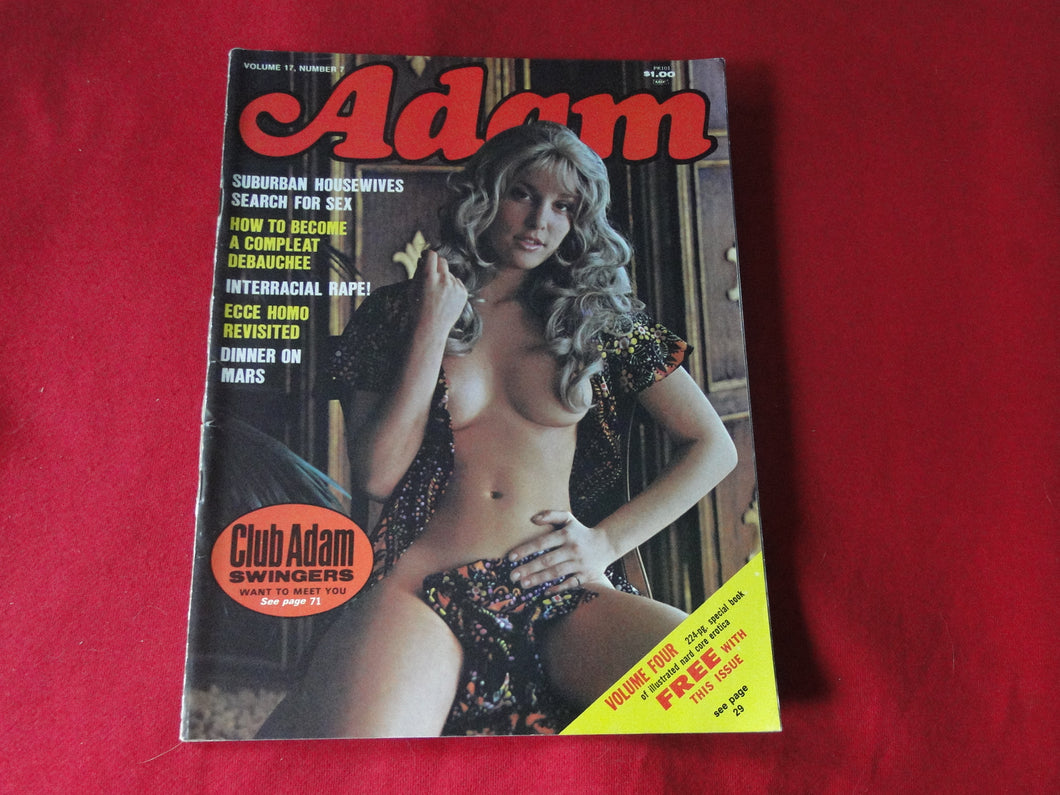 VOLUME 17, NUMBER 7
PK101
$1.00
Adam
SUBURBAN HOUSEWIVES
SEARCH FOR SEX
HOW TO BECOME
A COMPLEAT
DEBAUCHEE
INTERRACIAL RAPE!
ECCE HOMO
REVISITED
DINNER ON
MARS
Club Adam
SWINGERS
WANT TO MEET YOU
See page 71
VOLUME FOUR 224-pg. special book
of illustrated hard core erotica
FREE WITH
THIS ISSUE
see page
29